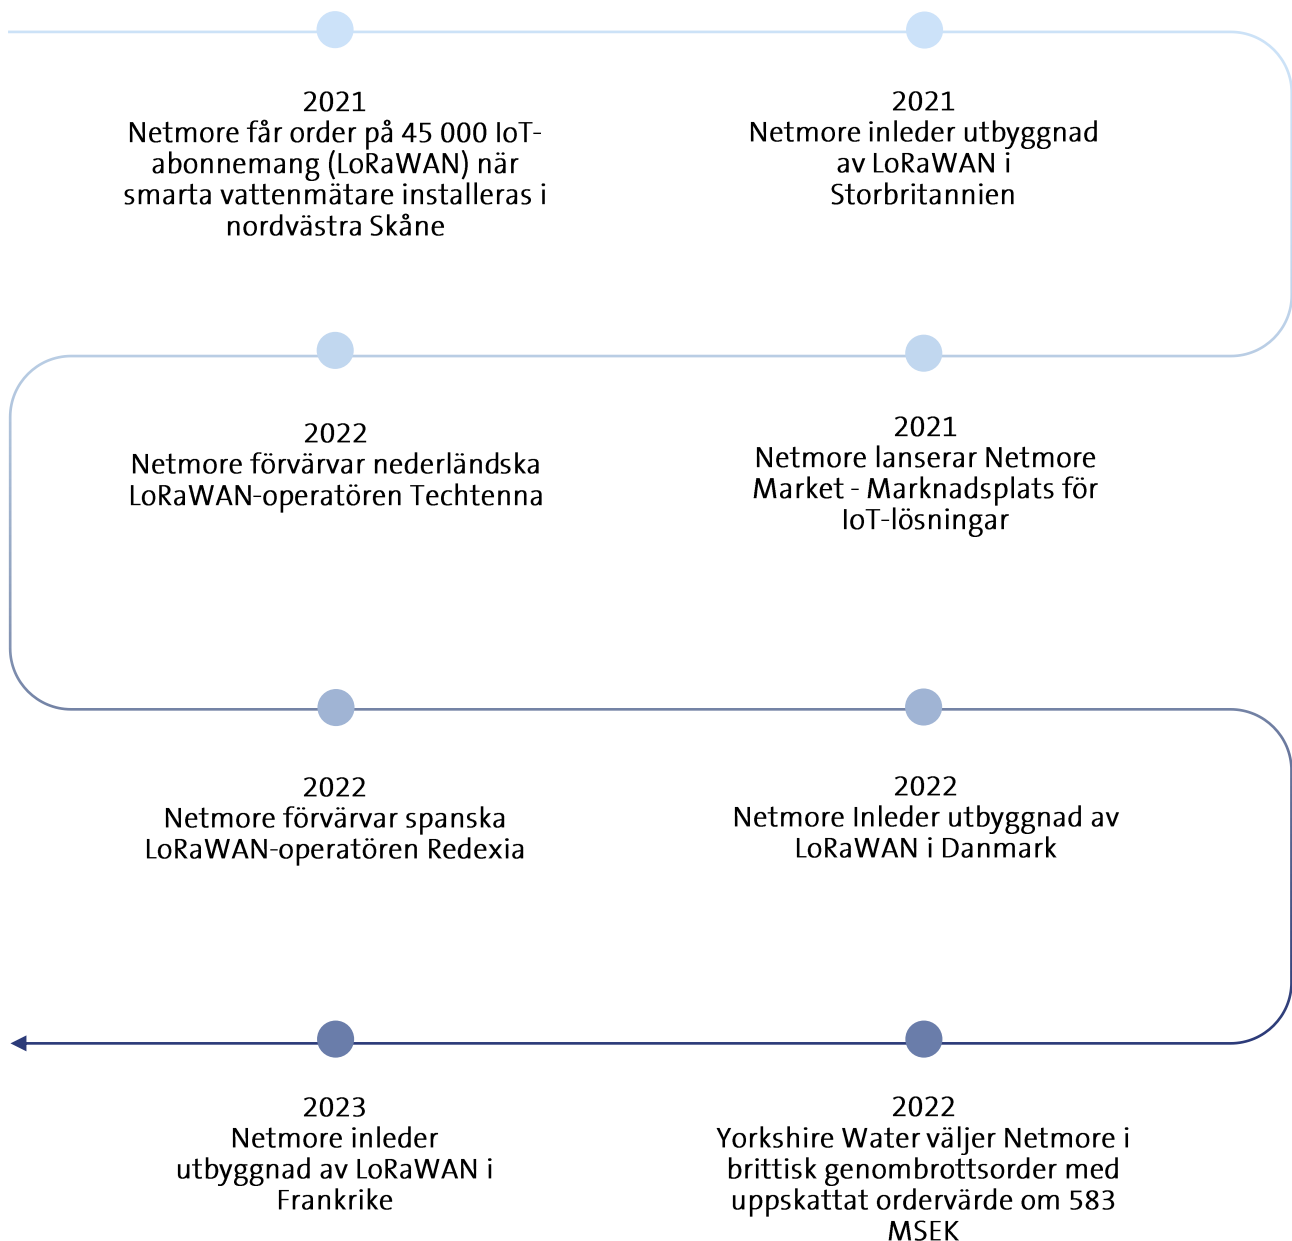 2021
Netmore får order på 45 000 IoT-
abonnemang (LoRaWAN) när
smarta vattenmätare installeras i
nordvästra Skåne
2021
Netmore inleder utbyggnad
av LoRaWAN i
Storbritannien
2021
Netmore lanserar Netmore
Market - Marknadsplats för
IoT-lösningar
2022
Netmore förvärvar nederländska
LoRaWAN-operatören Techtenna
2022
Netmore förvärvar spanska
LoRaWAN-operatören Redexia
2022
Netmore Inleder utbyggnad av
LoRaWAN i Danmark
2022
Yorkshire Water väljer Netmore i
brittisk genombrottsorder med
uppskattat ordervärde om 583
MSEK
2023
Netmore inleder
utbyggnad av LoRaWAN i
Frankrike